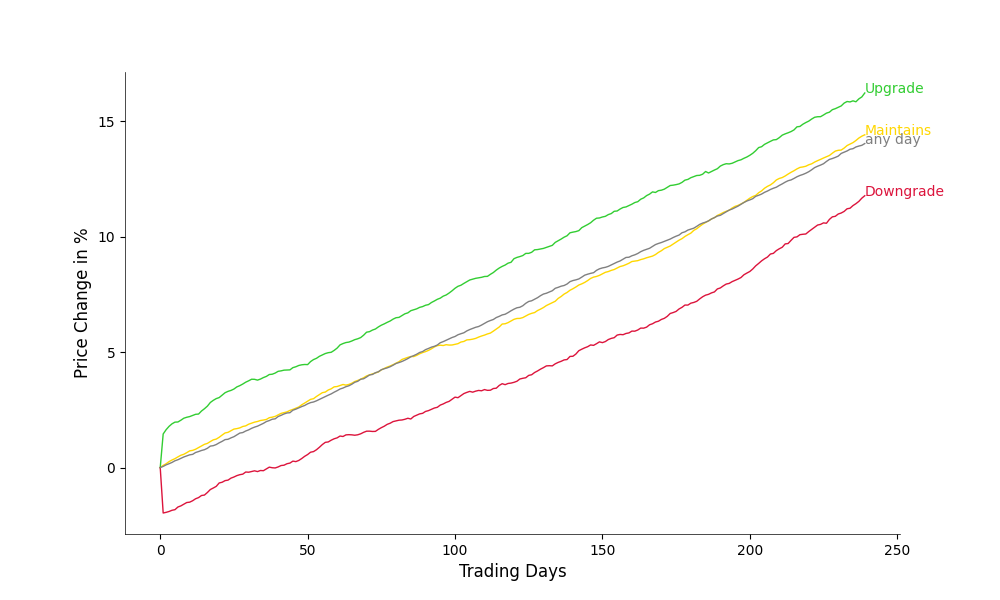 Upgrade
Maintains
any day
Downgrade
15
10
5
0
Price Change in %
0 50 100 150 200 250
Trading Days